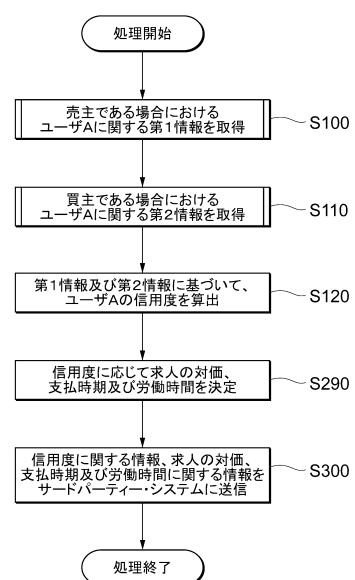 処理開始
売主である場合における
ユーザAに関する第1情報を取得
S100
買主である場合における
ユーザAに関する第2情報を取得
S110
第1情報及び第2情報に基づいて、
ユーザAの信用度を算出
S120
信用度に応じて求人の対価、
支払時期及び労働時間を決定
S290
信用度に関する情報、求人の対価、
支払時期及び労働時間に関する情報を
サードパーティー・システムに送信
S300
処理終了